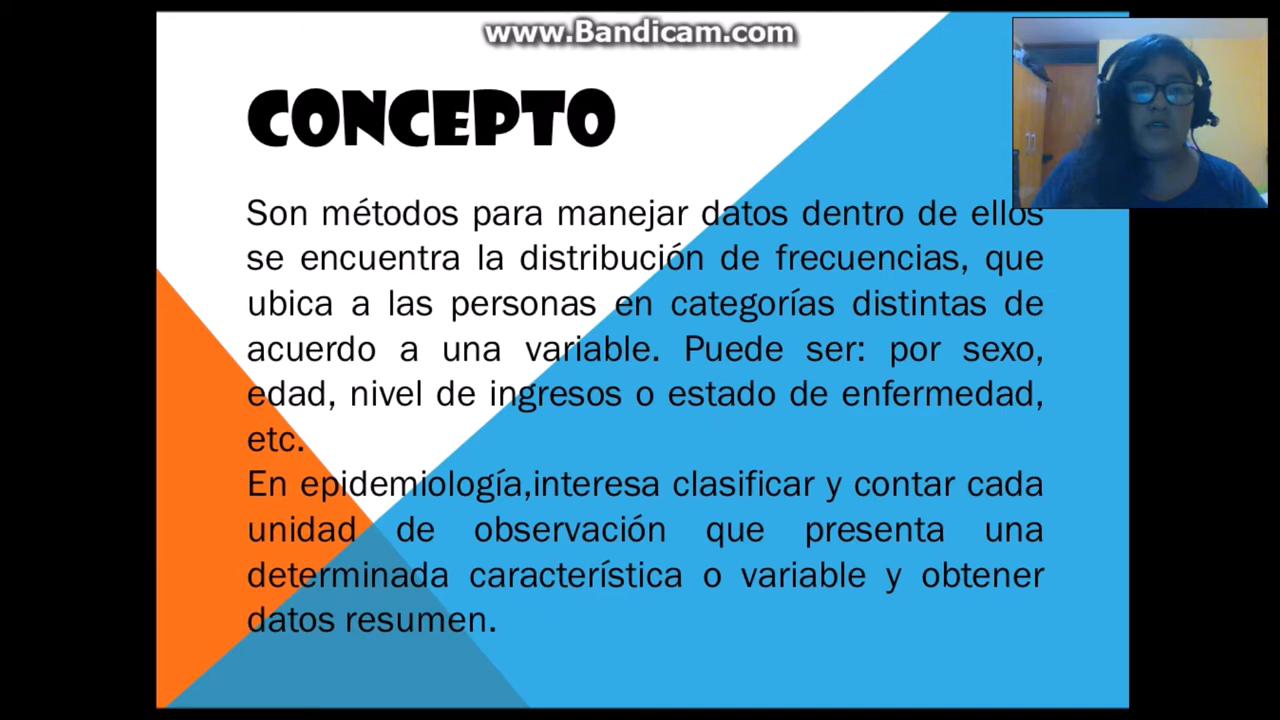 www.Bandicam.com
CONCEPTO
Son métodos para manejar datos dentro de ellos
se encuentra la distribución de frecuencias, que
ubica a las personas en categorías distintas de
acuerdo a una variable. Puede ser: por sexo,
edad, nivel de ingresos o estado de enfermedad,
etc.
En epidemiología,interesa clasificar y contar cada
unidad de observación que presenta una
determinada característica o variable y obtener
datos resumen.